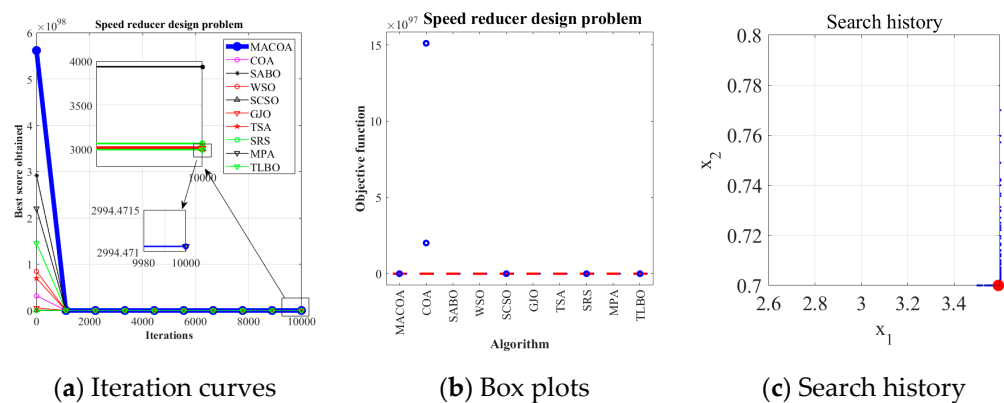 Speed reducer design problem
×10^98
6
5
4
3
2
1
0
Best score obtained
0
2000
4000
6000
8000
10000
Iterations
MACOA
COA
SABO
WSO
SCSO
GJO
TSA
SRS
MPA
TLBO
4000
3500
3000
10000
2994.4715
2994.471
9980
10000
(a) Iteration curves
Speed reducer design problem
×10^97
15
10
5
0
Objective function
MACOA
COA
SABO
WSO
SCSO
GJO
TSA
SRS
MPA
TLBO
Algorithm
(b) Box plots
Search history
0.8
0.78
0.76
0.74
0.72
0.7
x_2
2.6
2.8
3
3.2
3.4
x_1
(c) Search history